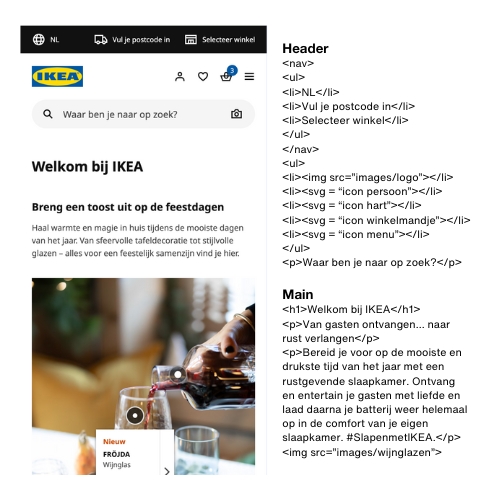 NL
Vul je postcode in
Selecteer winkel
IKEA
3
Waar ben je naar op zoek?
Welkom bij IKEA
Breng een toost uit op de feestdagen
Haal warmte en magie in huis tijdens de mooiste dagen
van het jaar. Van sfeervolle tafeldecoratie tot stijlvolle
glazen – alles voor een feestelijk samenzijn vind je hier.
Nieuw
FRÖJDA
Wijnglas
Header
<nav>
<ul>
<li>NL</li>
<li>Vul je postcode in</li>
<li>Selecteer winkel</li>
</ul>
</nav>
<ul>
<li><img src="images/logo"></li>
<li><svg = “icon persoon”></li>
<li><svg = “icon hart”></li>
<li><svg = “icon winkelmandje”></li>
<li><svg = “icon menu”></li>
</ul>
<p>Waar ben je naar op zoek?</p>
Main
<h1>Welkom bij IKEA</h1>
<p>Van gasten ontvangen... naar
rust verlangen</p>
<p>Bereid je voor op de mooiste en
drukste tijd van het jaar met een
rustgevende slaapkamer. Ontvang
en entertain je gasten met liefde en
laad daarna je batterij weer helemaal
op in de comfort van je eigen
slaapkamer. #SlapenmetIKEA.</p>
<img src="images/wijnglazen">